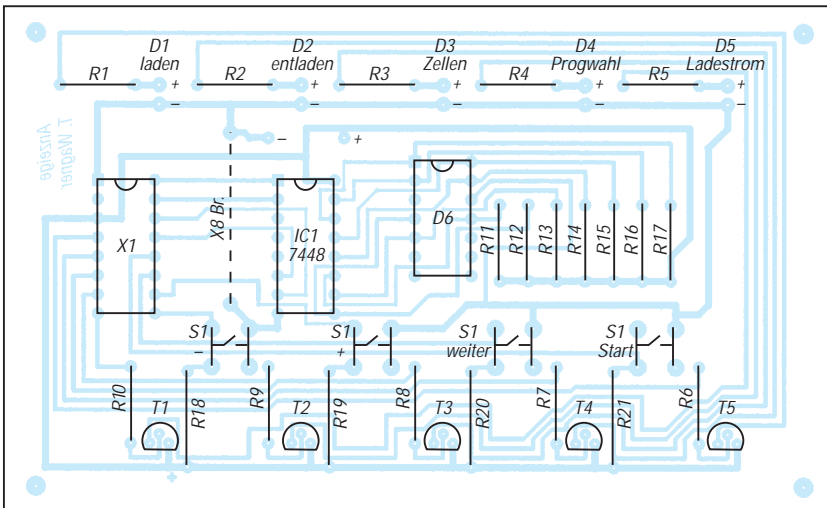 D1 D2 D3 D4 D5
R1 laden R2 entladen R3 Zellen R4 Progwahl R5 Ladestrom
+ + + + +
– – – – –
– +
Anzeige
T. Wagner
X1
X8 Br.
IC1
7448
D6
R11 R12 R13 R14 R15 R16 R17
S1 S1 S1 S1
– + weiter Start
R10 R18 R9 R19 R8 R20 R7 R21 R6
T1 T2 T3 T4 T5
+